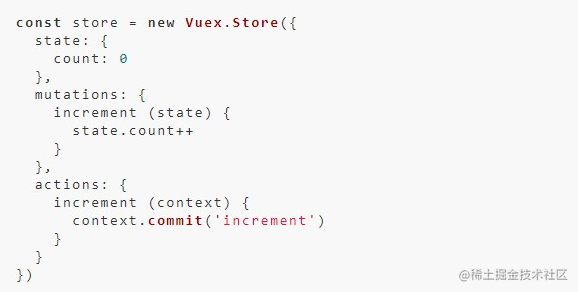 const store = new Vuex.Store({
  state: {
    count: 0
  },
  mutations: {
    increment (state) {
      state.count++
    }
  },
  actions: {
    increment (context) {
      context.commit('increment')
    }
  }
})
@稀土掘金技术社区